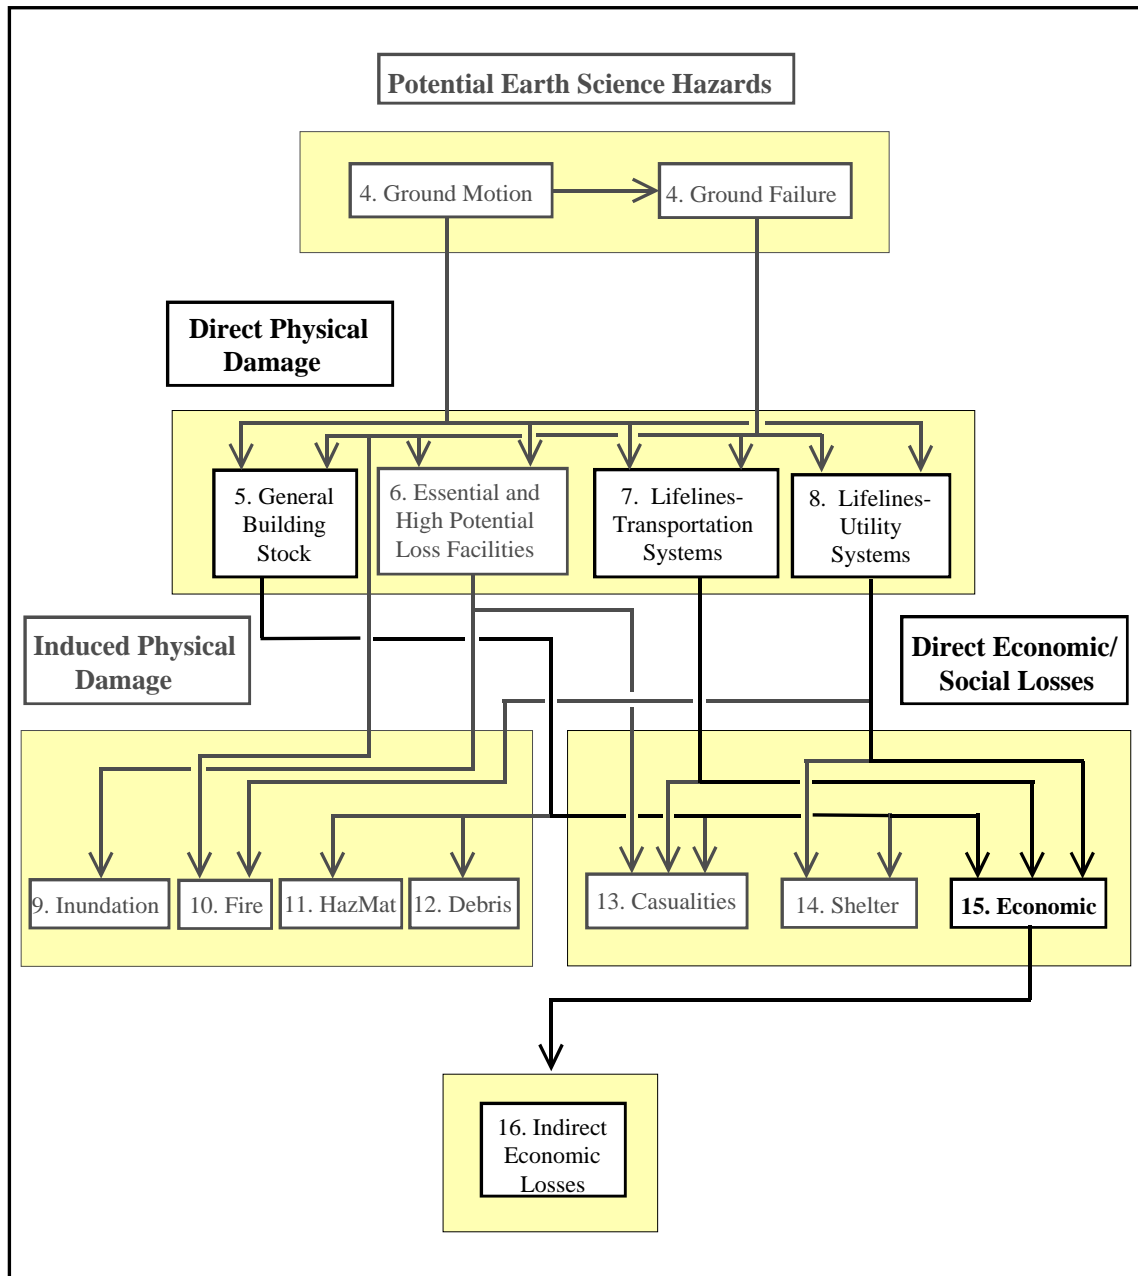 Potential Earth Science Hazards
4. Ground Motion
4. Ground Failure
Direct Physical
Damage
5. General
Building
Stock
6. Essential and
High Potential
Loss Facilities
7. Lifelines-
Transportation
Systems
8. Lifelines-
Utility
Systems
Induced Physical
Damage
Direct Economic/
Social Losses
9. Inundation
10. Fire
11. HazMat
12. Debris
13. Casualities
14. Shelter
15. Economic
16. Indirect
Economic
Losses